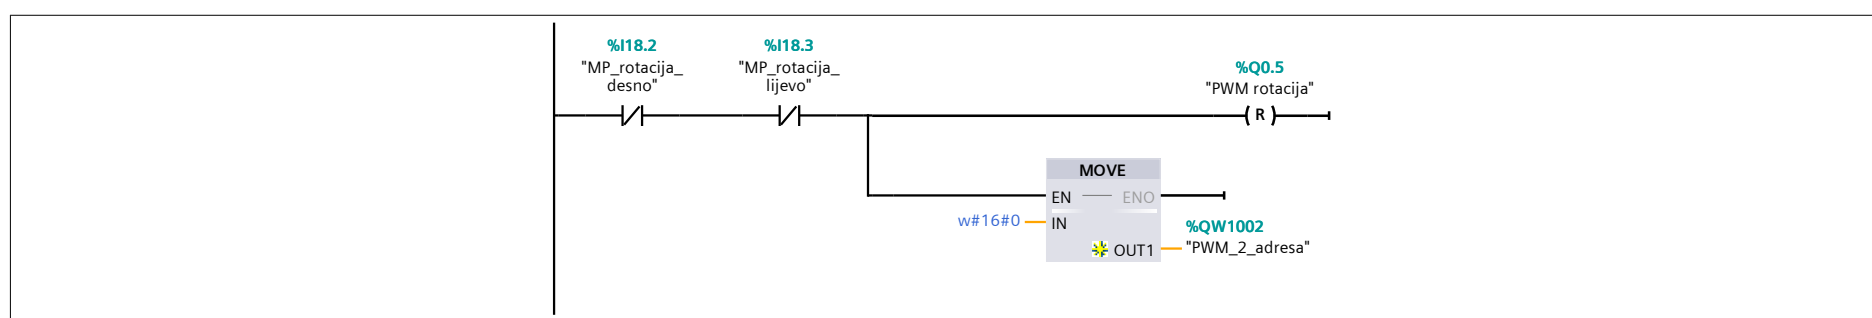 %I18.2
"MP_rotacija_
desno"
%I18.3
"MP_rotacija_
lijevo"
%Q0.5
"PWM rotacija"
R
MOVE
EN
ENO
w#16#0
IN
OUT1
%QW1002
"PWM_2_adresa"